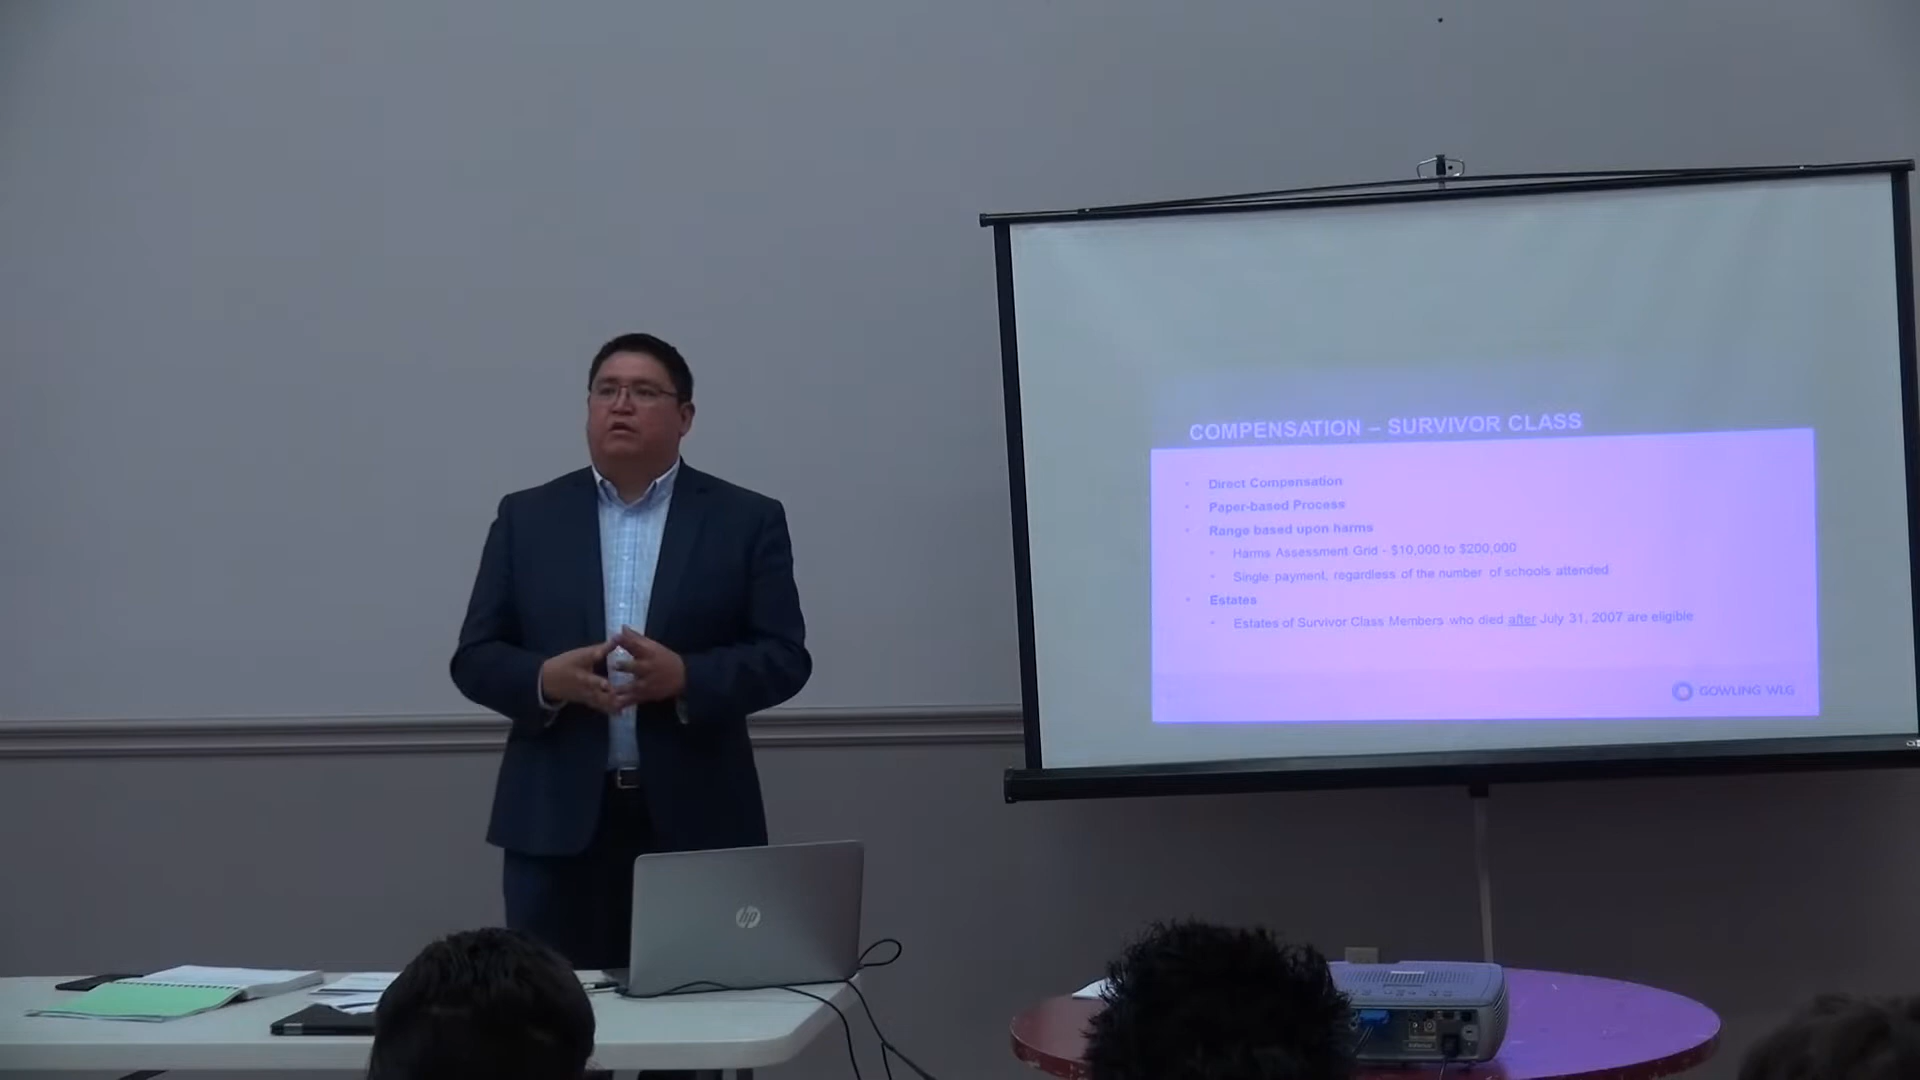 COMPENSATION – SURVIVOR CLASS
• Direct Compensation
• Paper-based Process
• Range based upon harms
• Harms Assessment Grid - $10,000 to $200,000
• Single payment, regardless of the number of schools attended
• Estates
• Estates of Survivor Class Members who died after July 31, 2007 are eligible
GOWLING WLG
hp